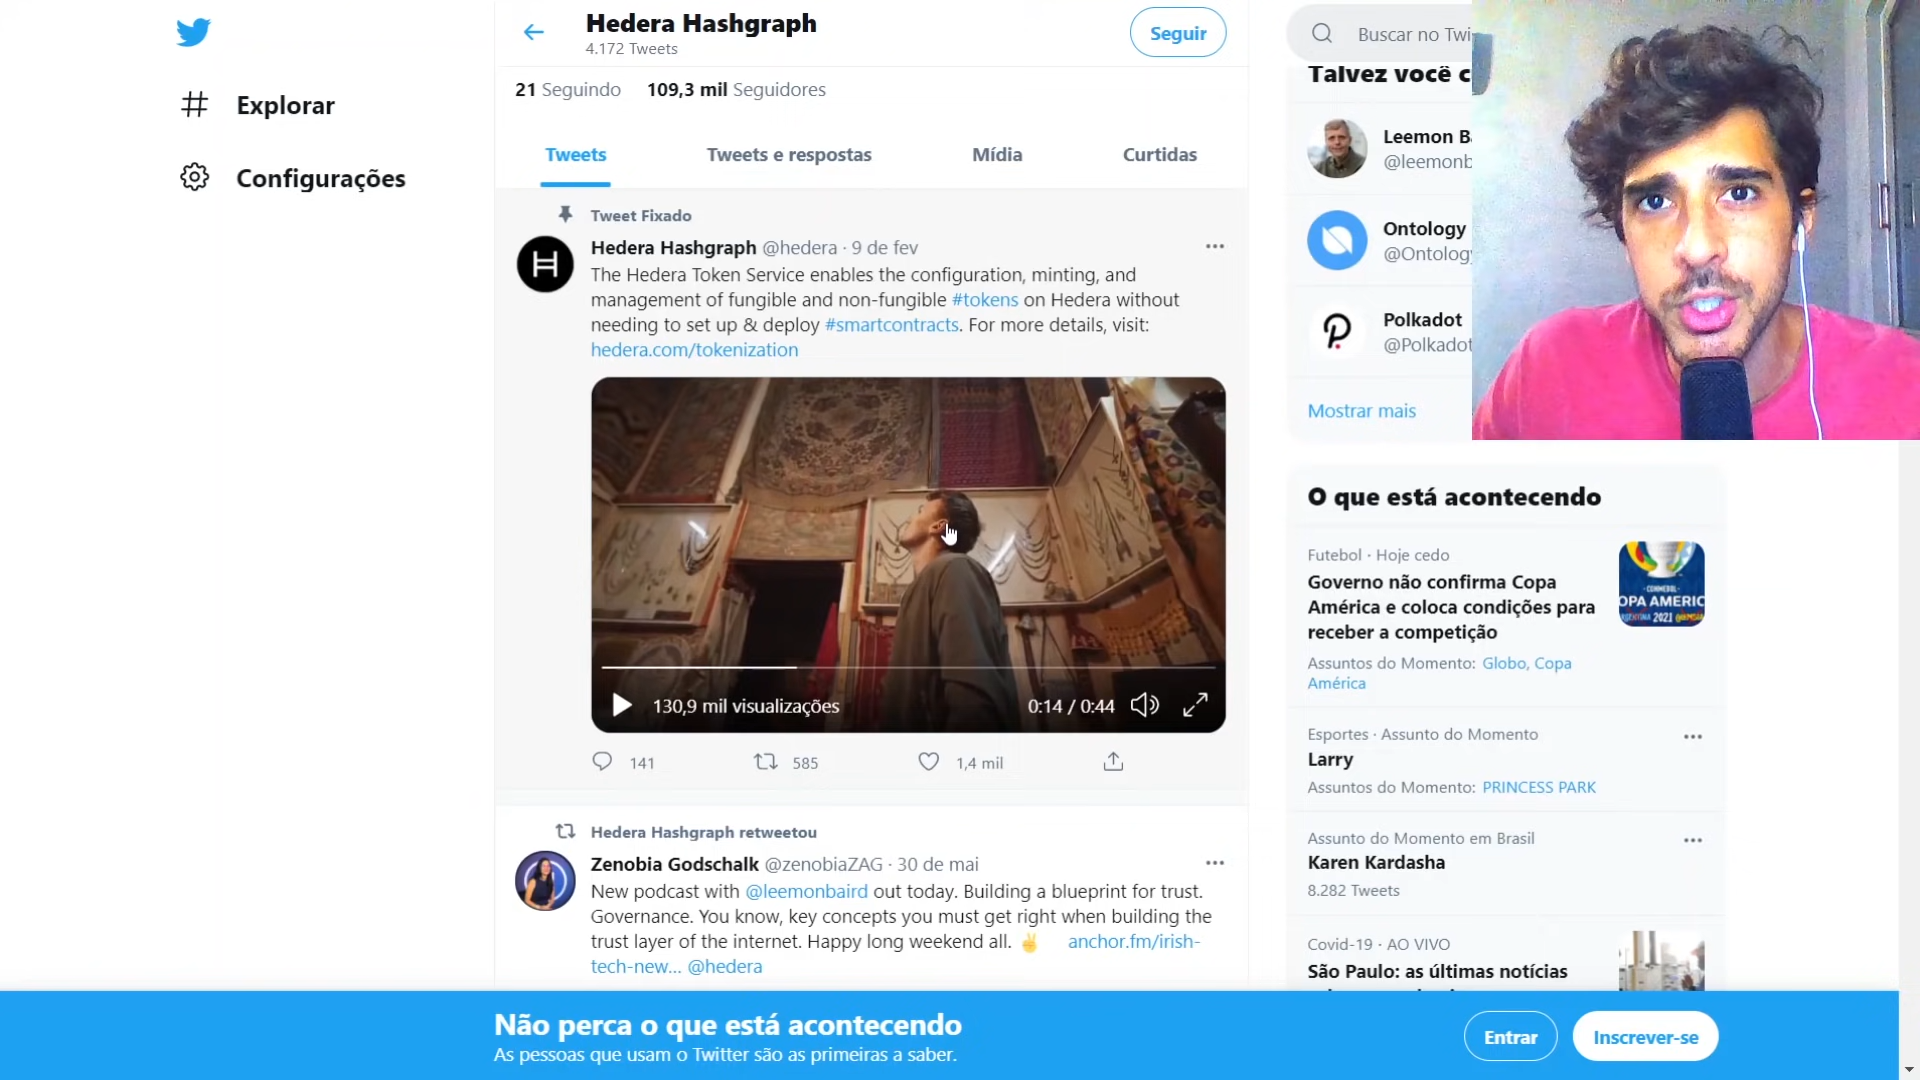 Hedera Hashgraph
4.172 Tweets
Seguir
Explorar
Configurações
21 Seguindo 109,3 mil Seguidores
Tweets Tweets e respostas Mídia Curtidas
Tweet Fixado
Hedera Hashgraph @hedera · 9 de fev
The Hedera Token Service enables the configuration, minting, and
management of fungible and non-fungible #tokens on Hedera without
needing to set up & deploy #smartcontracts. For more details, visit:
hedera.com/tokenization
130,9 mil visualizações 0:14 / 0:44
141 585 1,4 mil
Hedera Hashgraph retweetou
Zenobia Godschalk @zenobiaZAG · 30 de mai
New podcast with @leemonbaird out today. Building a blueprint for trust.
Governance. You know, key concepts you must get right when building the
trust layer of the internet. Happy long weekend all. ✌ anchor.fm/irish-
tech-new... @hedera
Buscar no Twi
Talvez você c
Leemon B
@leemonb
Ontology
@Ontology
Polkadot
@Polkadot
Mostrar mais
O que está acontecendo
Futebol · Hoje cedo
Governo não confirma Copa
América e coloca condições para
receber a competição
Assuntos do Momento: Globo, Copa
América
CONMEBOL
OPA AMERIC
2021
Esportes · Assunto do Momento
Larry
Assuntos do Momento: PRINCESS PARK
Assunto do Momento em Brasil
Karen Kardasha
8.282 Tweets
Covid-19 · AO VIVO
São Paulo: as últimas notícias
Não perca o que está acontecendo
As pessoas que usam o Twitter são as primeiras a saber.
Entrar
Inscrever-se